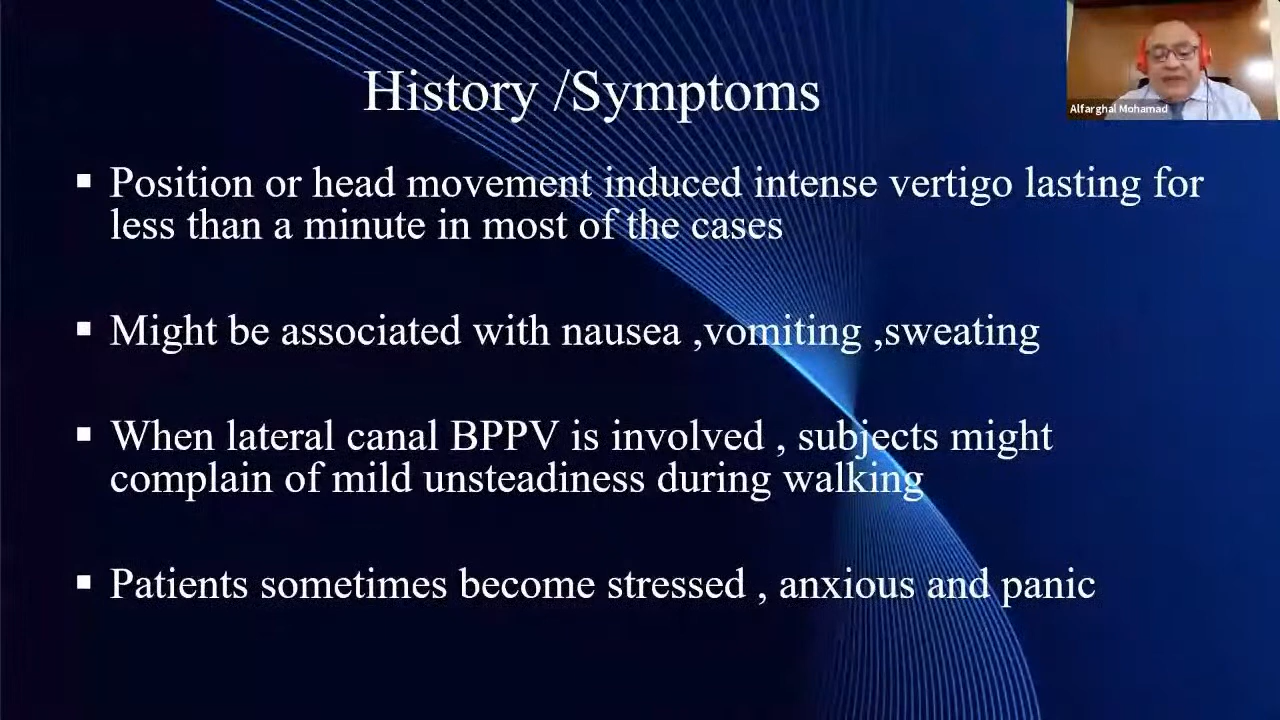 History /Symptoms
Alfarghal Mohamad
▪ Position or head movement induced intense vertigo lasting for
less than a minute in most of the cases
▪ Might be associated with nausea ,vomiting ,sweating
▪ When lateral canal BPPV is involved , subjects might
complain of mild unsteadiness during walking
▪ Patients sometimes become stressed , anxious and panic